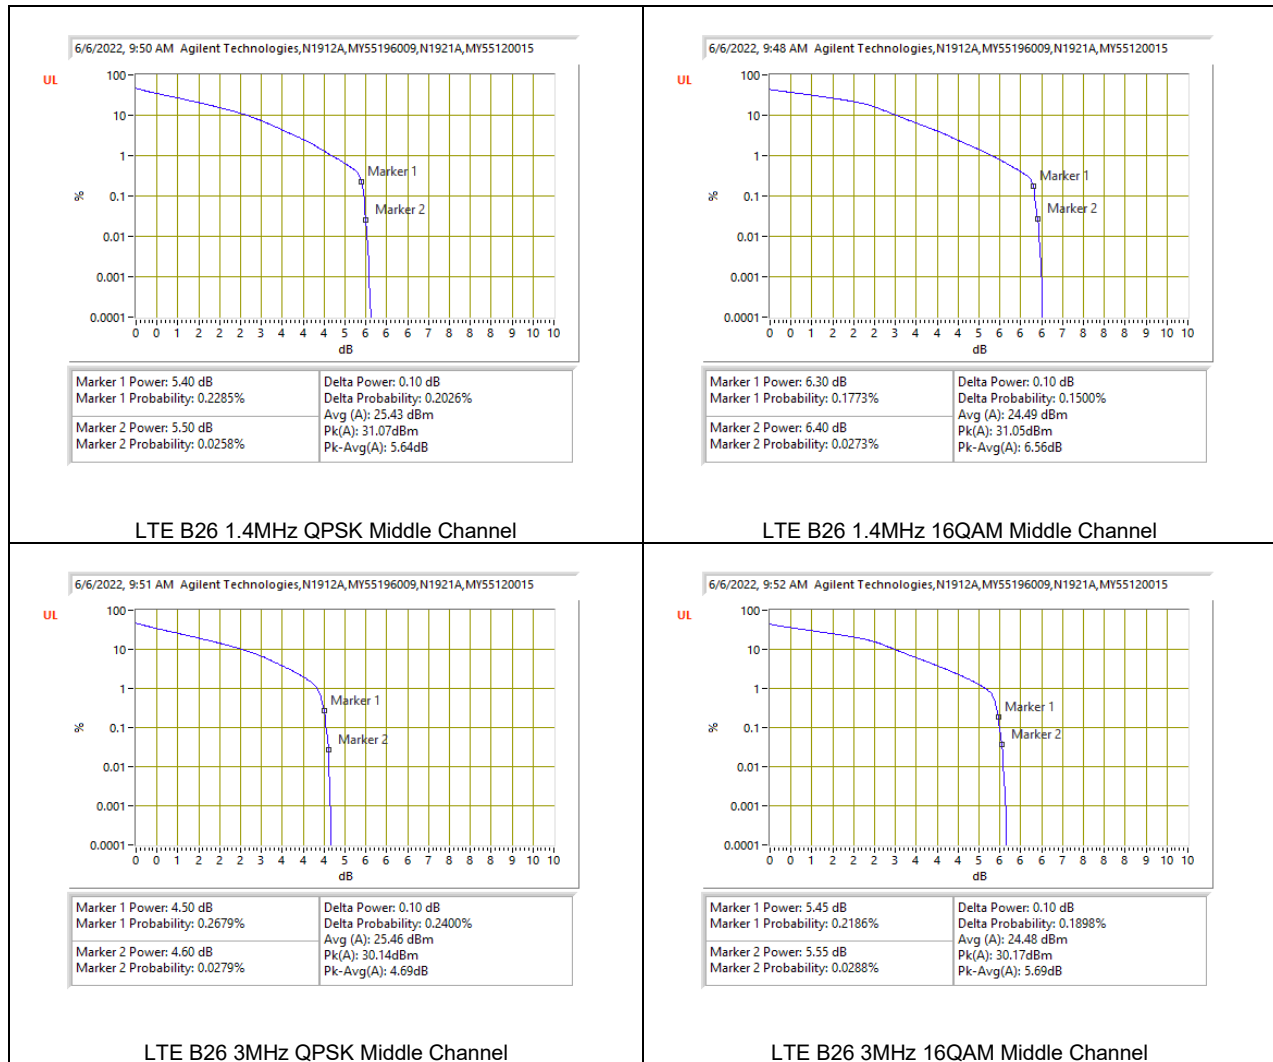 6/6/2022, 9:50 AM Agilent Technologies,N1912A,MY55196009,N1921A,MY55120015
UL
100
10
1
0.1
0.01
0.001
0.0001
%
Marker 1
Marker 2
0 0 1 2 2 3 4 4 5 5 6 6 7 7 8 8 9 9 10 10
dB
Marker 1 Power: 5.40 dB
Marker 1 Probability: 0.2285%
Marker 2 Power: 5.50 dB
Marker 2 Probability: 0.0258%
Delta Power: 0.10 dB
Delta Probability: 0.2026%
Avg (A): 25.43 dBm
Pk(A): 31.07dBm
Pk-Avg(A): 5.64dB
LTE B26 1.4MHz QPSK Middle Channel
6/6/2022, 9:48 AM Agilent Technologies,N1912A,MY55196009,N1921A,MY55120015
UL
100
10
1
0.1
0.01
0.001
0.0001
%
Marker 1
Marker 2
0 0 1 2 2 3 3 4 4 5 5 6 6 7 7 8 8 9 9 10 10
dB
Marker 1 Power: 6.30 dB
Marker 1 Probability: 0.1773%
Marker 2 Power: 6.40 dB
Marker 2 Probability: 0.0273%
Delta Power: 0.10 dB
Delta Probability: 0.1500%
Avg (A): 24.49 dBm
Pk(A): 31.05dBm
Pk-Avg(A): 6.56dB
LTE B26 1.4MHz 16QAM Middle Channel
6/6/2022, 9:51 AM Agilent Technologies,N1912A,MY55196009,N1921A,MY55120015
UL
100
10
1
0.1
0.01
0.001
0.0001
%
Marker 1
Marker 2
0 0 1 2 2 2 3 4 4 4 5 6 6 6 7 8 8 8 9 10 10
dB
Marker 1 Power: 4.50 dB
Marker 1 Probability: 0.2679%
Marker 2 Power: 4.60 dB
Marker 2 Probability: 0.0279%
Delta Power: 0.10 dB
Delta Probability: 0.2400%
Avg (A): 25.46 dBm
Pk(A): 30.14dBm
Pk-Avg(A): 4.69dB
LTE B26 3MHz QPSK Middle Channel
6/6/2022, 9:52 AM Agilent Technologies,N1912A,MY55196009,N1921A,MY55120015
UL
100
10
1
0.1
0.01
0.001
0.0001
%
Marker 1
Marker 2
0 0 1 2 2 2 3 4 4 4 5 6 6 6 7 8 8 8 9 10 10
dB
Marker 1 Power: 5.45 dB
Marker 1 Probability: 0.2186%
Marker 2 Power: 5.55 dB
Marker 2 Probability: 0.0288%
Delta Power: 0.10 dB
Delta Probability: 0.1898%
Avg (A): 24.48 dBm
Pk(A): 30.17dBm
Pk-Avg(A): 5.69dB
LTE B26 3MHz 16QAM Middle Channel